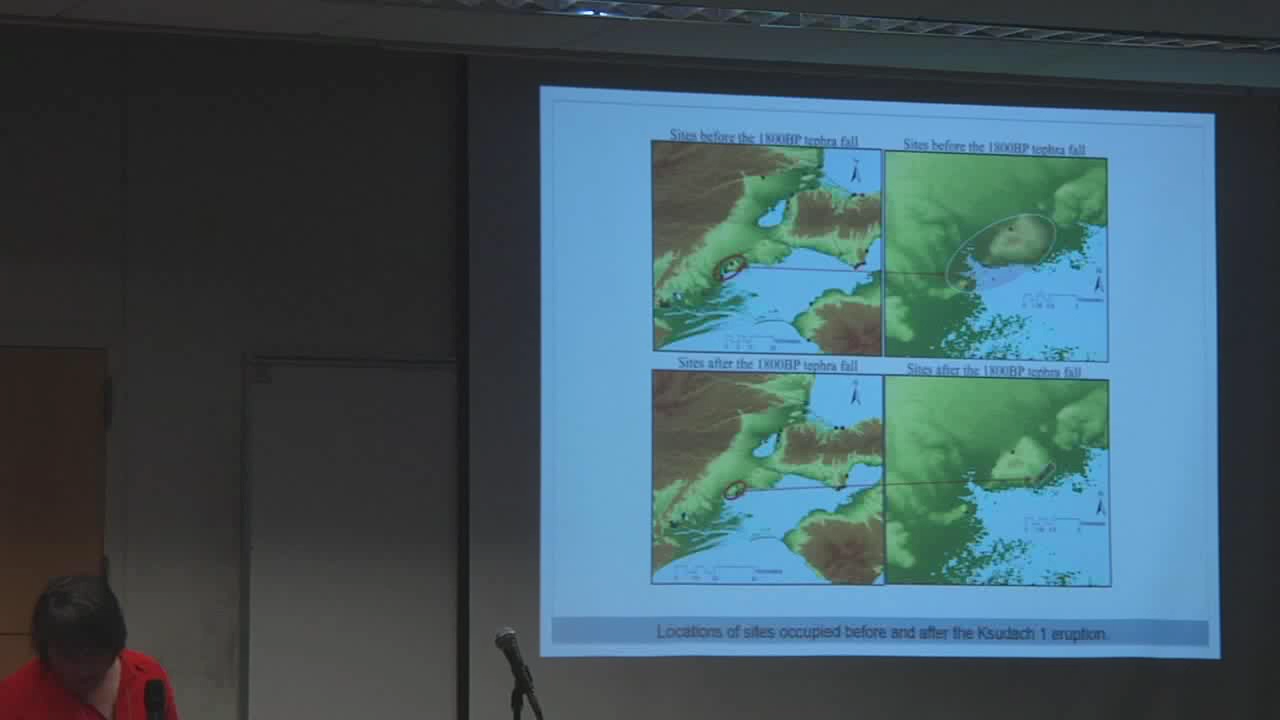 Sites before the 1800BP tephra fall
Sites before the 1800BP tephra fall
Sites after the 1800BP tephra fall
Sites after the 1800BP tephra fall
Locations of sites occupied before and after the Ksudach 1 eruption.